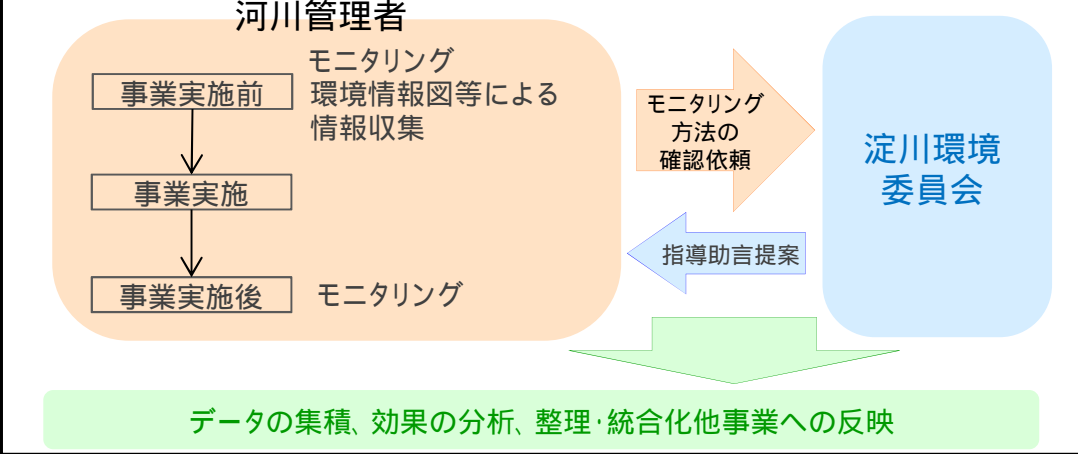 河川管理者
事業実施前
モニタリング
環境情報図等による
情報収集
事業実施
事業実施後
モニタリング
モニタリング
方法の
確認依頼
指導助言提案
淀川環境
委員会
データの集積、効果の分析、整理･統合化他事業への反映